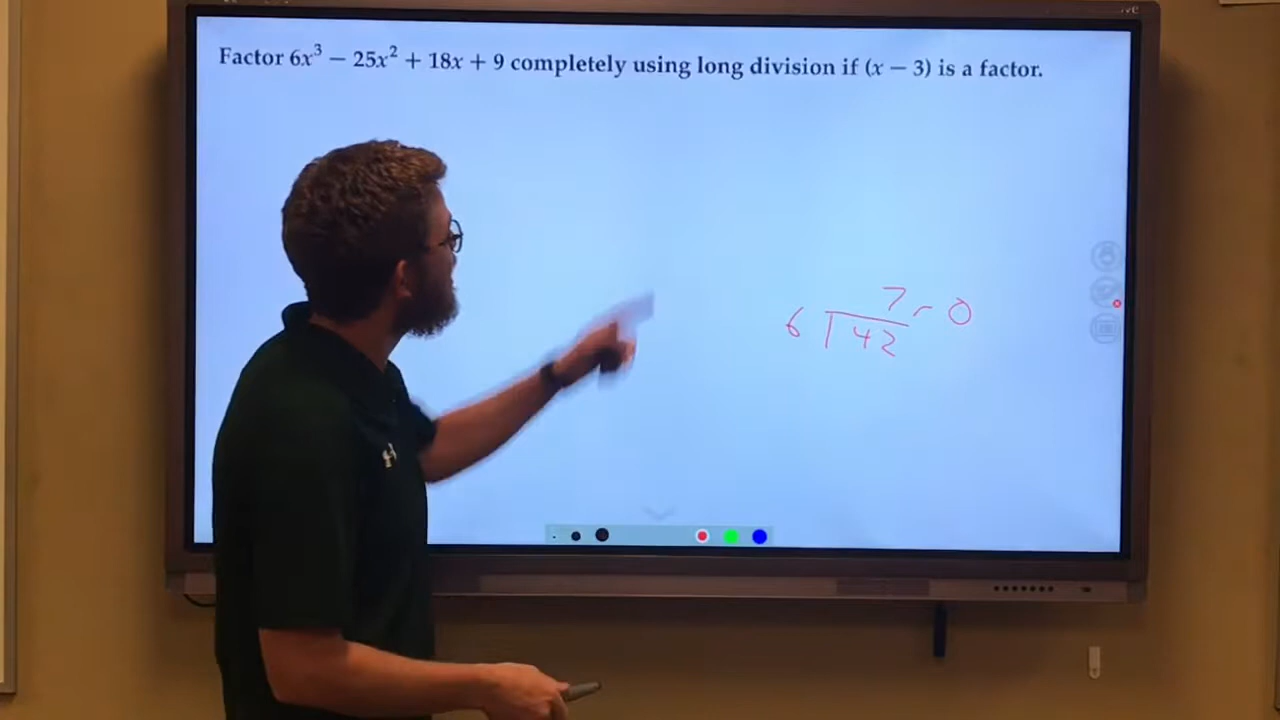 Factor 6x³ − 25x² + 18x + 9 completely using long division if (x − 3) is a factor.
7 r 0
6 42